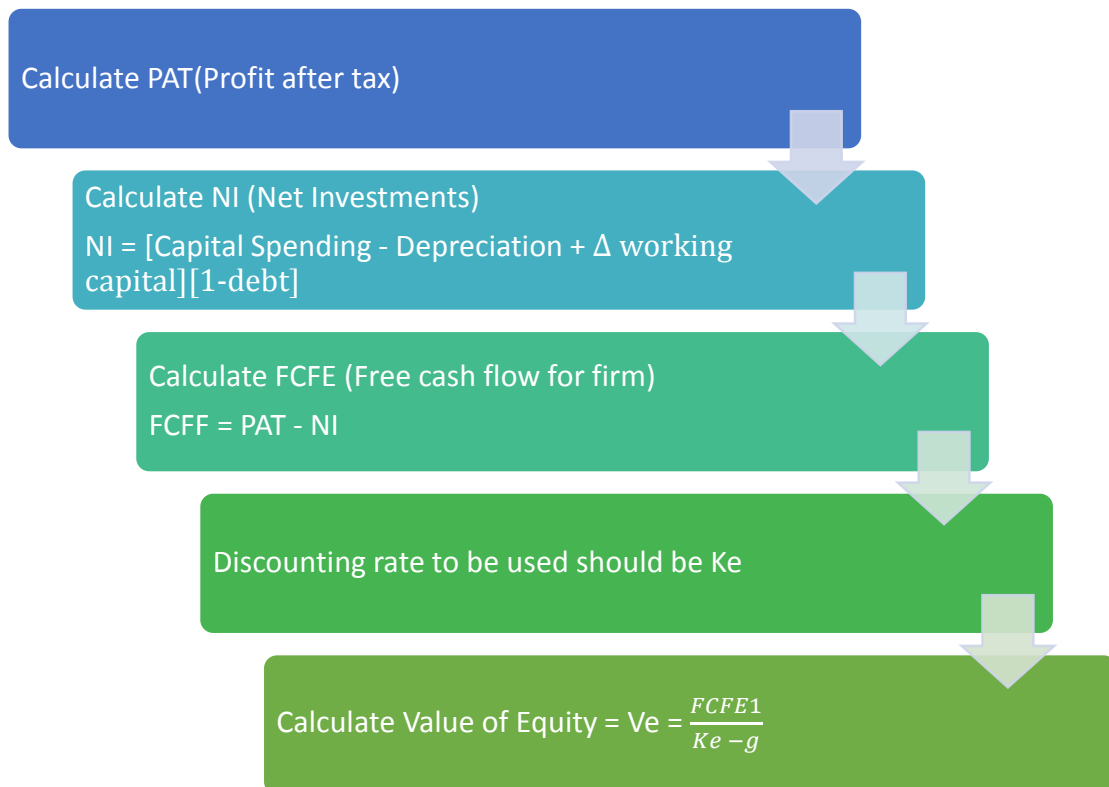 Calculate PAT(Profit after tax)
Calculate NI (Net Investments)
NI = [Capital Spending - Depreciation + Δ working
capital][1-debt]
Calculate FCFE (Free cash flow for firm)
FCFF = PAT - NI
Discounting rate to be used should be Ke
Calculate Value of Equity = Ve = \frac{FCFE1}{Ke - g}